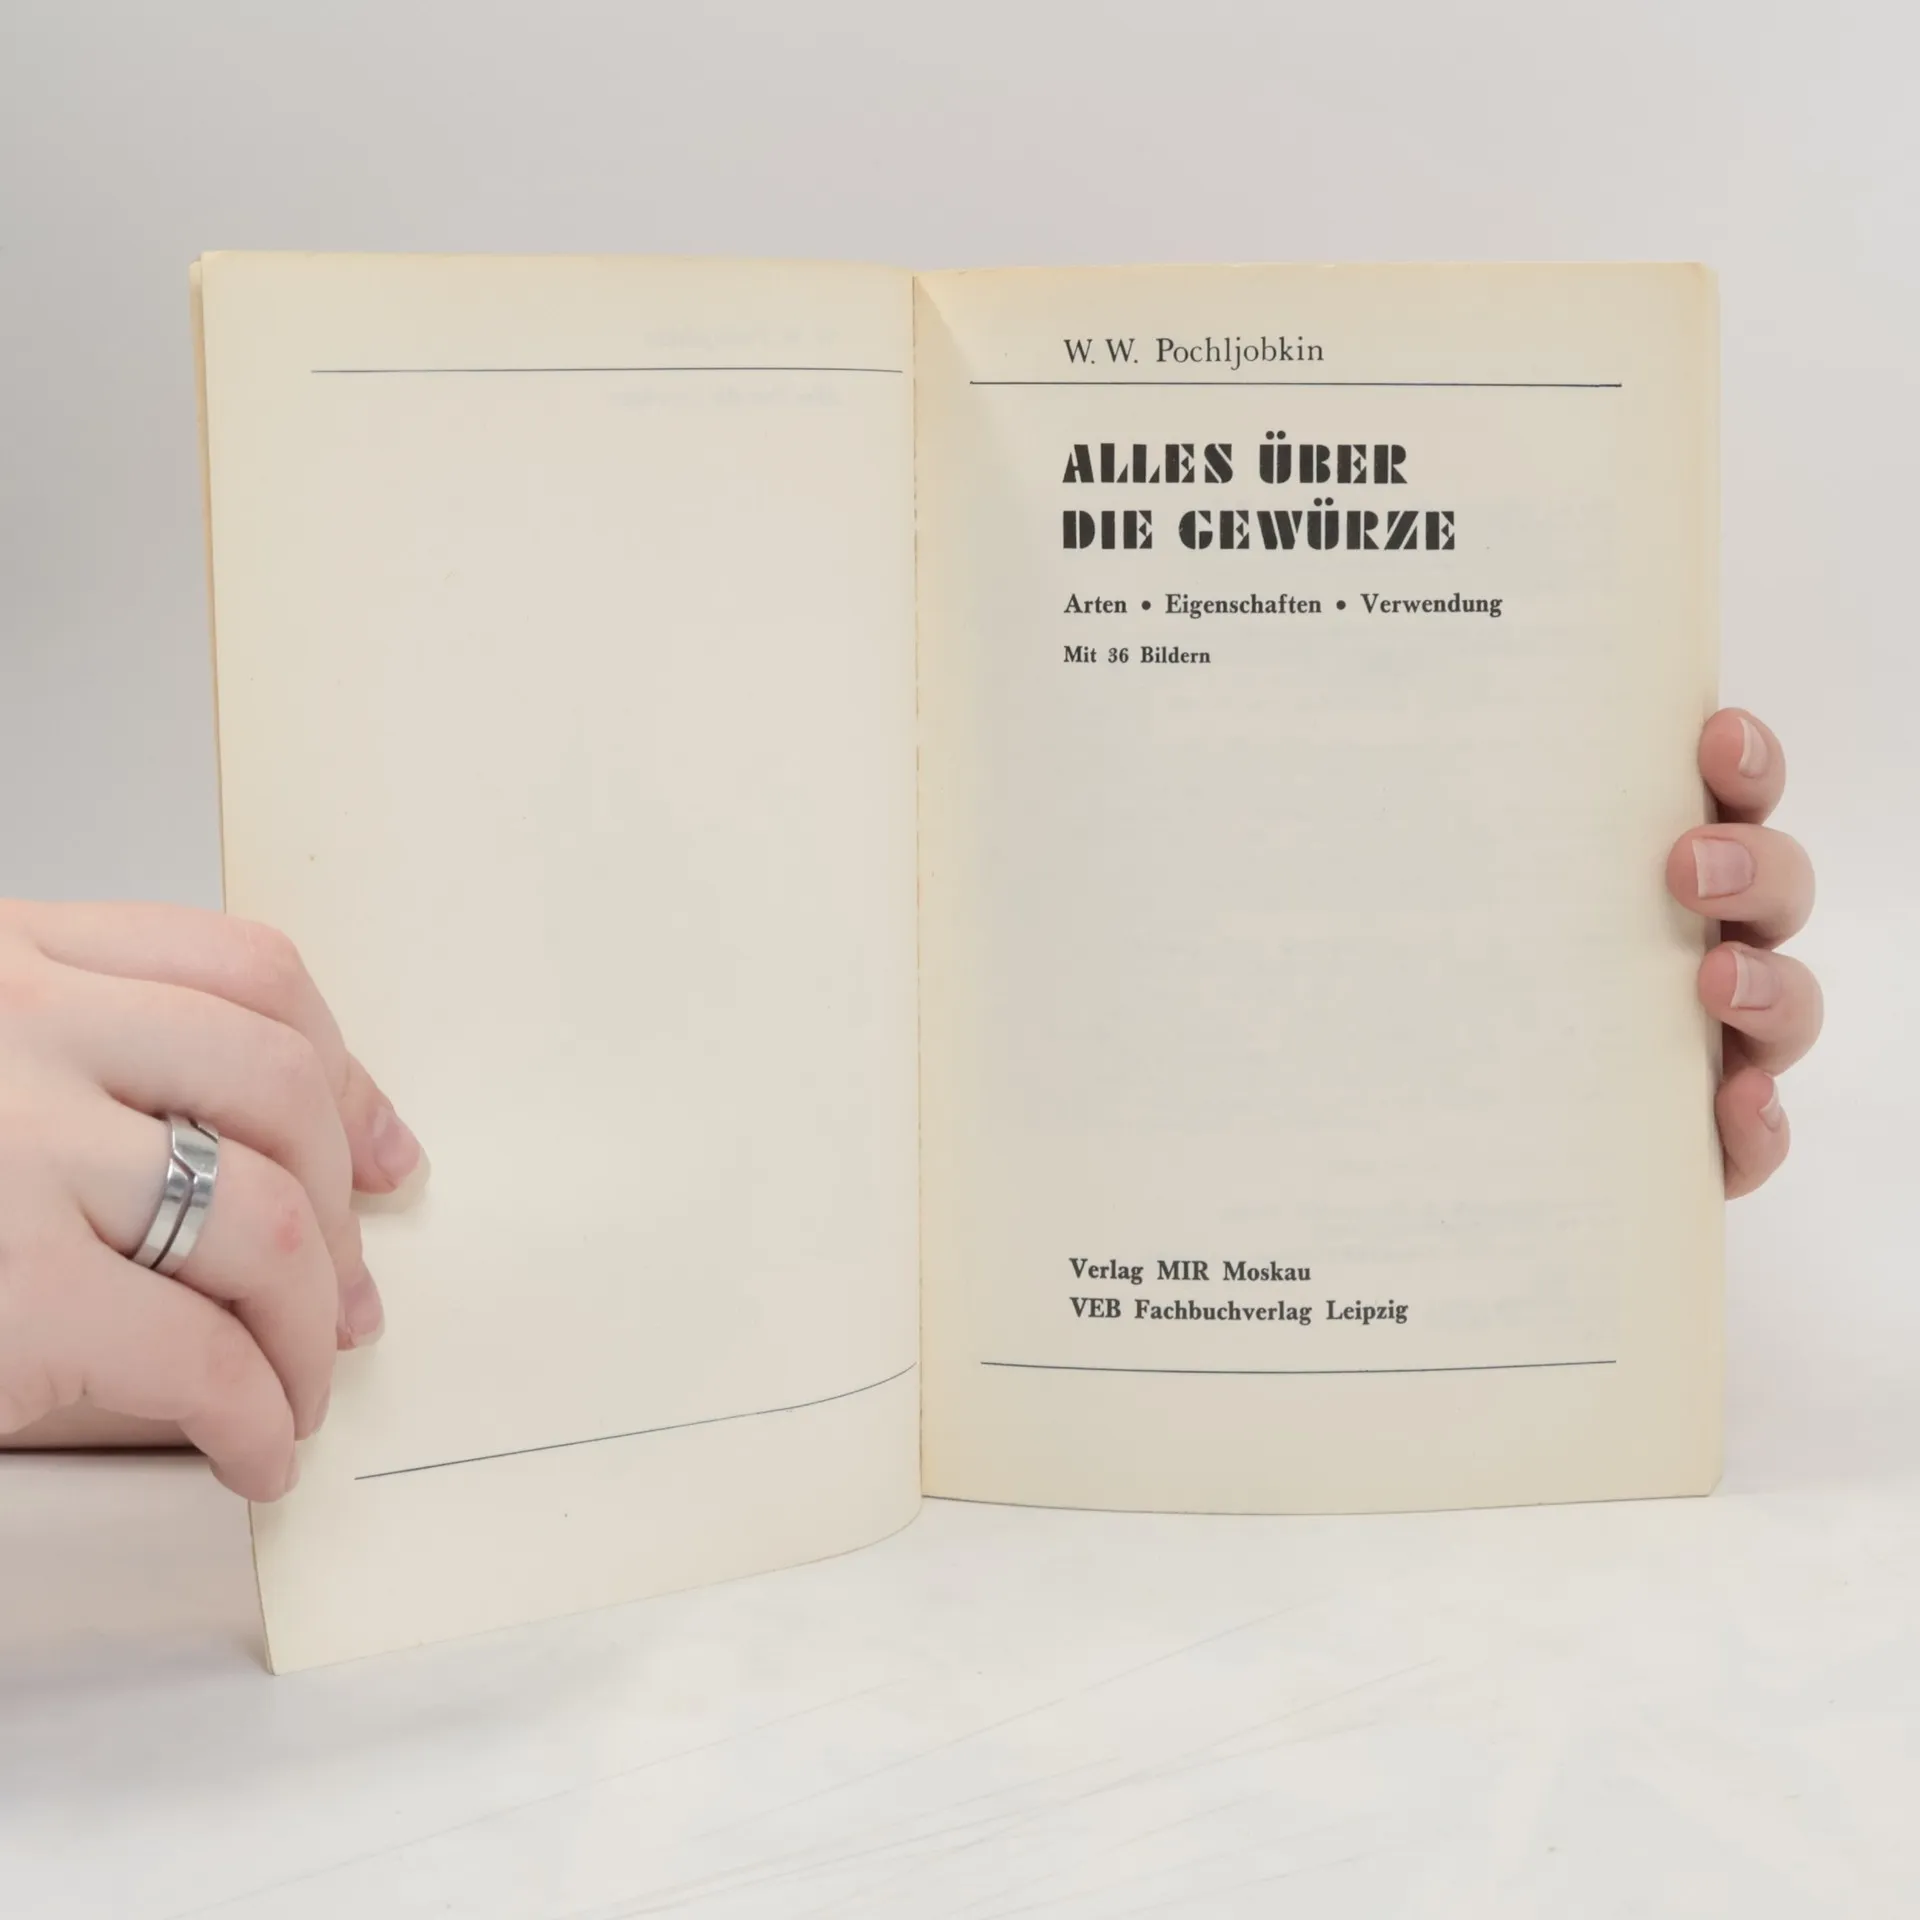 W. W. Pochljobkin
ALLES ÜBER
DIE GEWÜRZE
Arten • Eigenschaften • Verwendung
Mit 36 Bildern
Verlag MIR Moskau
VEB Fachbuchverlag Leipzig